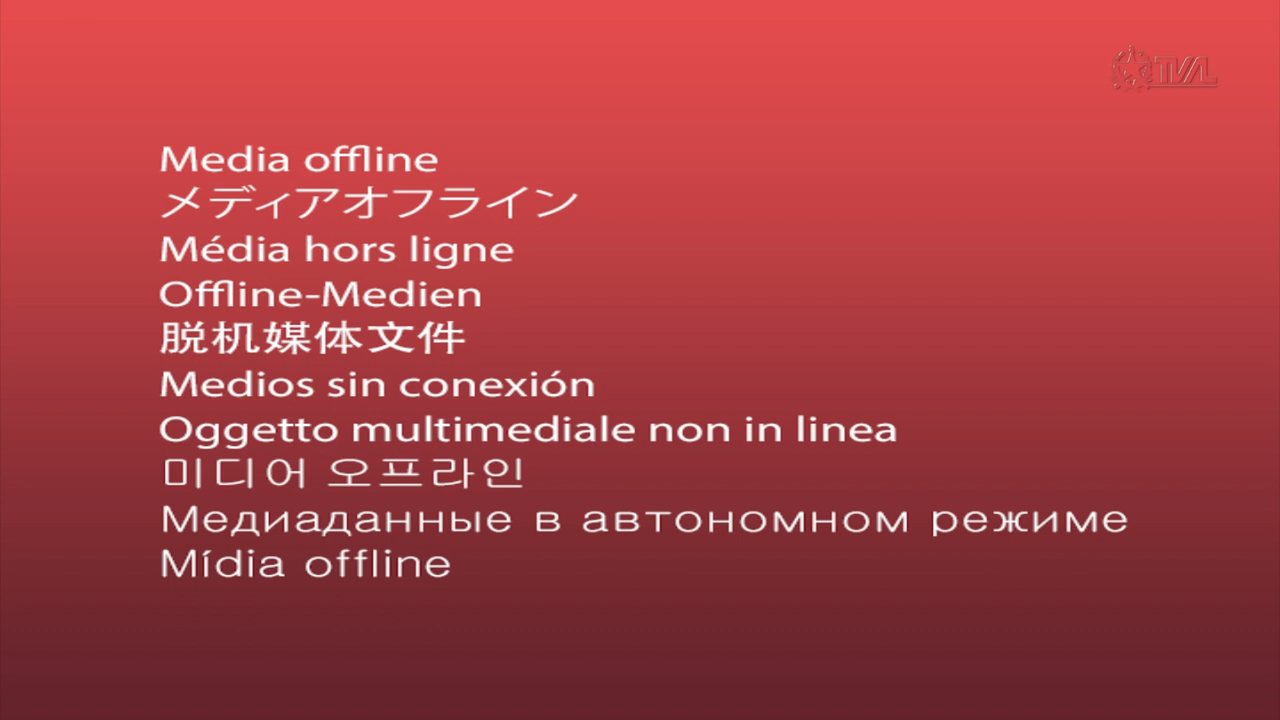 TVAL
Media offline
メディアオフライン
Média hors ligne
Offline-Medien
脱机媒体文件
Medios sin conexión
Oggetto multimediale non in linea
미디어 오프라인
Медиаданные в автономном режиме
Mídia offline